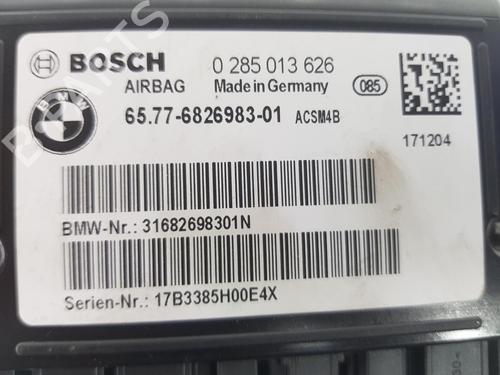 BOSCH 0 285 013 626
AIRBAG Made in Germany 085
BMW
65.77-6826983-01 ACSM4B
171204
BMW-Nr.: 31682698301N
Serien-Nr.: 17B3385H00E4X